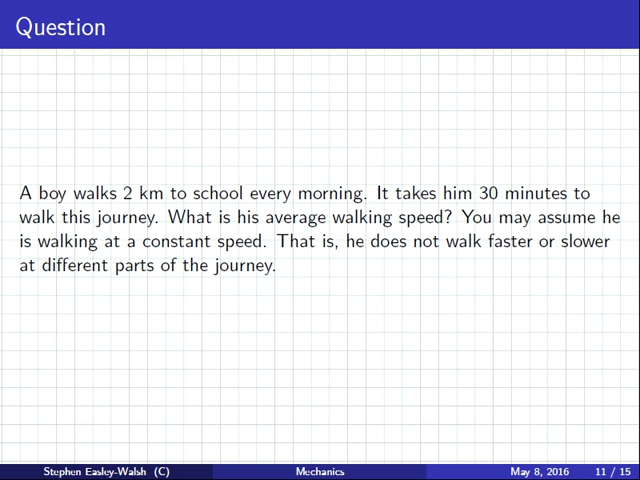 Question
A boy walks 2 km to school every morning. It takes him 30 minutes to
walk this journey. What is his average walking speed? You may assume he
is walking at a constant speed. That is, he does not walk faster or slower
at different parts of the journey.
Stephen Easley-Walsh (C) Mechanics May 8, 2016 11 / 15